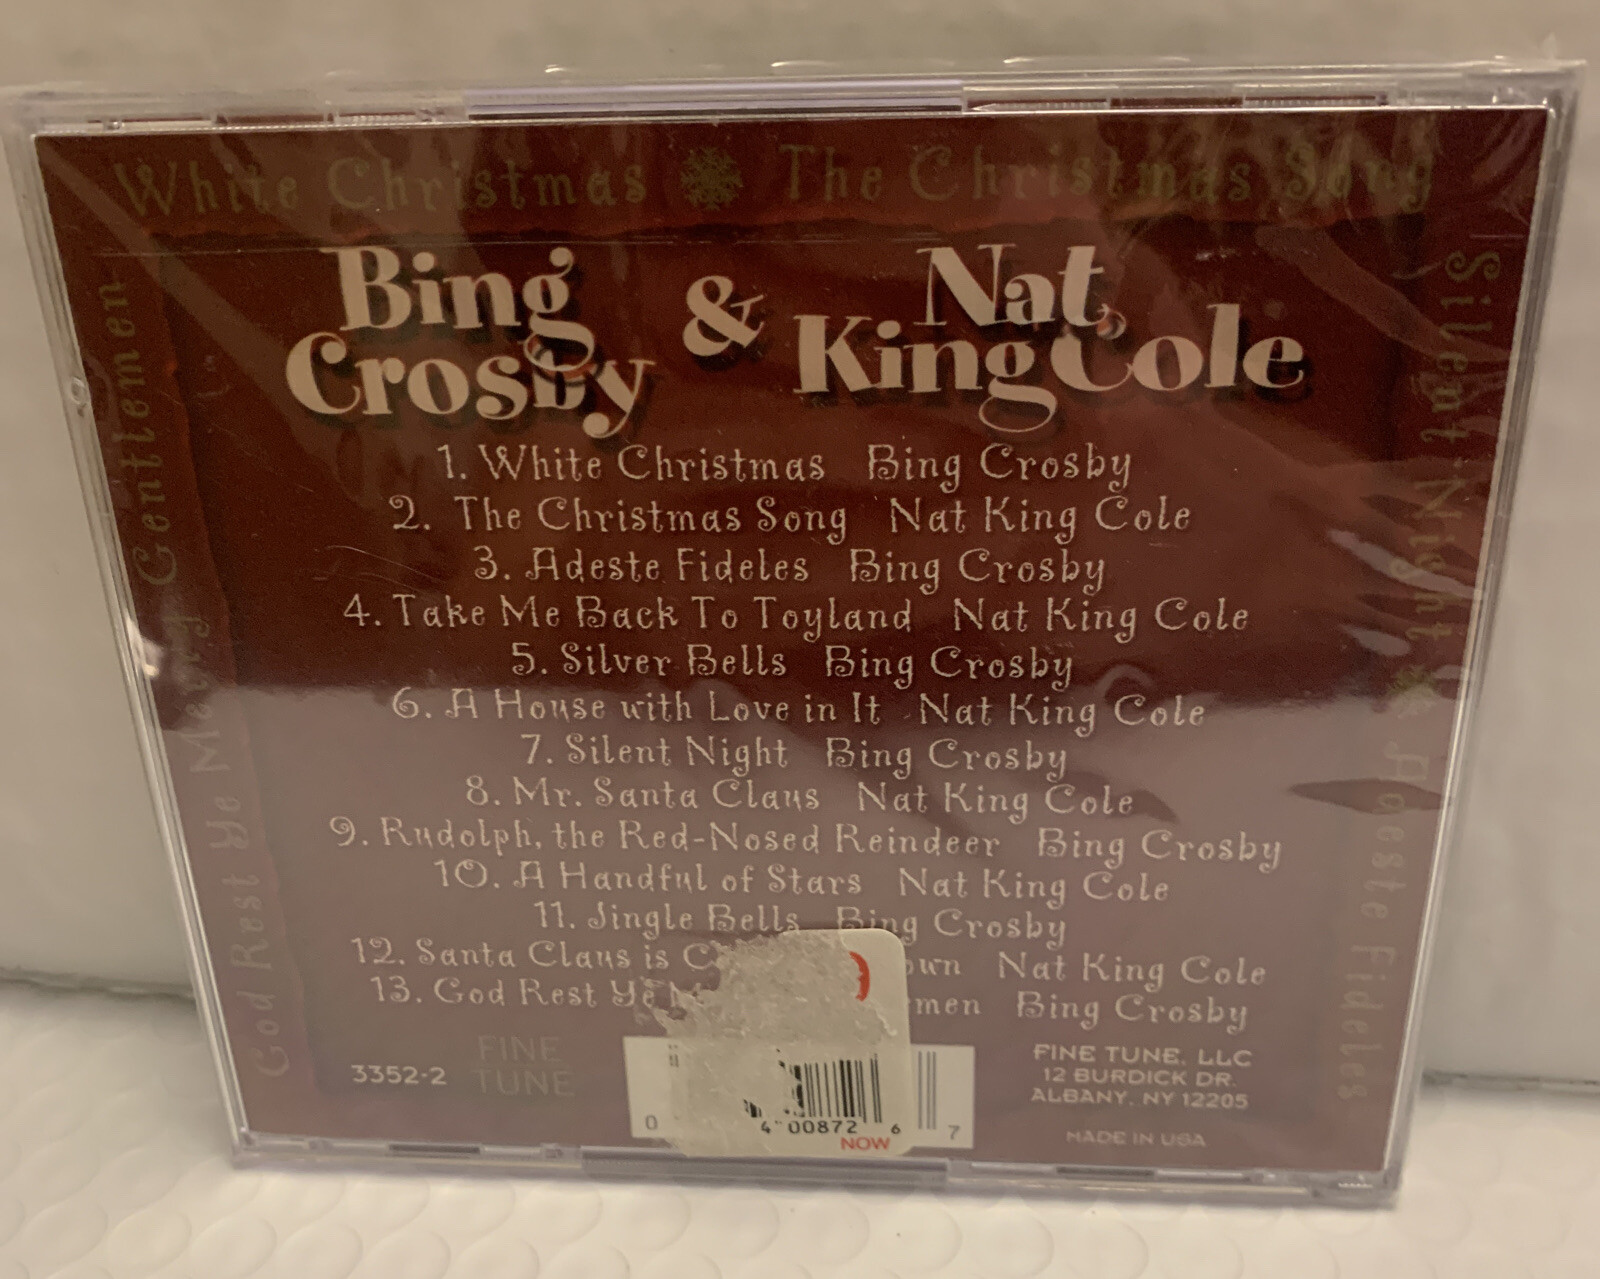 White Christmas The Christmas Song
God Rest Ye Merry Gentlemen
Silent Night Adeste Fideles
Bing Crosby & Nat King Cole
1. White Christmas Bing Crosby
2. The Christmas Song Nat King Cole
3. Adeste Fideles Bing Crosby
4. Take Me Back To Toyland Nat King Cole
5. Silver Bells Bing Crosby
6. A House with Love in It Nat King Cole
7. Silent Night Bing Crosby
8. Mr. Santa Claus Nat King Cole
9. Rudolph, the Red-Nosed Reindeer Bing Crosby
10. A Handful of Stars Nat King Cole
11. Jingle Bells Bing Crosby
12. Santa Claus is Nat King Cole
13. God Rest Ye Bing Crosby
3352-2
FINE TUNE
0 4 00872 6 7
NOW
FINE TUNE, LLC
12 BURDICK DR.
ALBANY, NY 12205
MADE IN USA